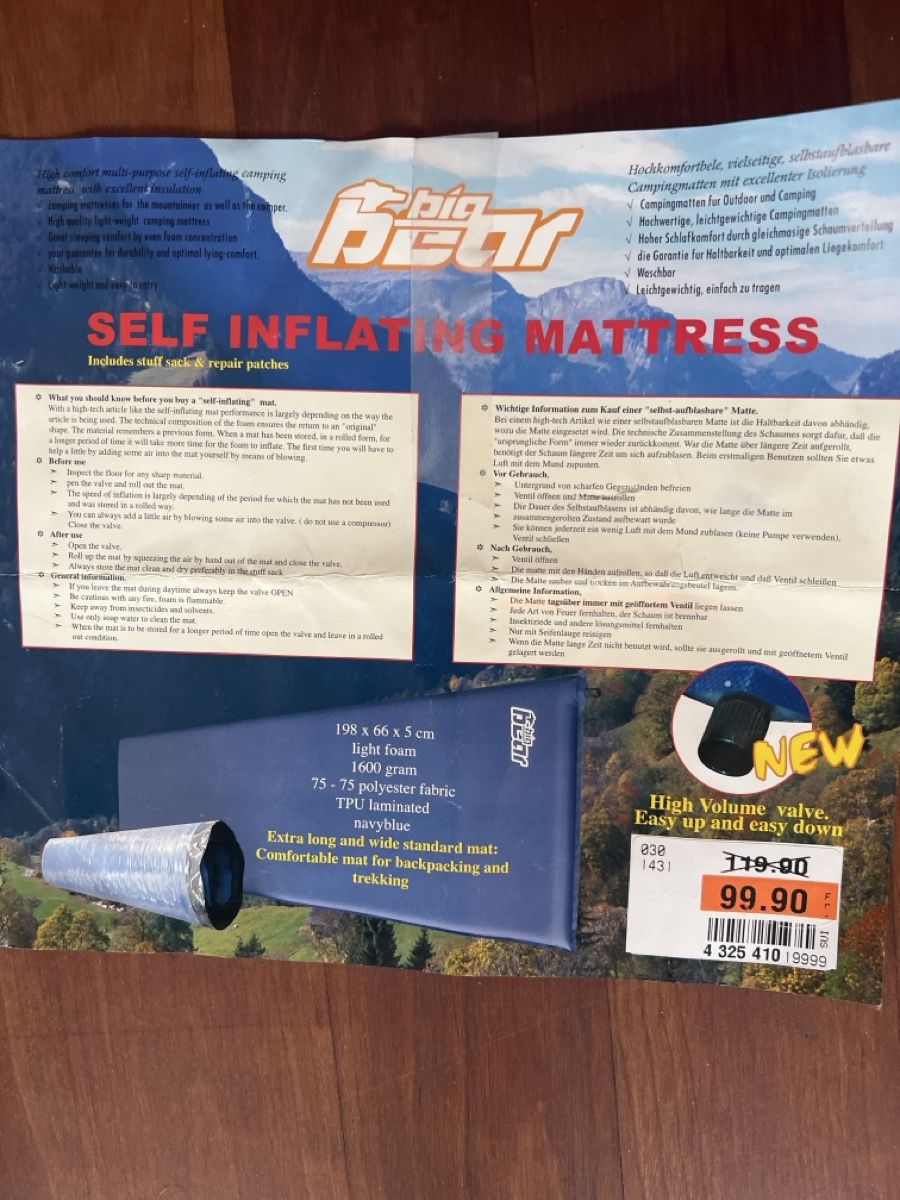 High comfort multi-purpose self-inflating camping
mattress with excellent insulation
√ camping mattresses for the mountaineer as well as the camper.
√ High quality light-weight camping mattress
√ Great sleeping comfort by even foam concentration
√ your guarantee for durability and optimal lying-comfort.
√ Washable
√ Light-weight and easy to carry
big
bear
Hochkomfortbele, vielseitige, selbstaufblasbare
Campingmatten mit excellenter Isolierung
√ Campingmatten fur Outdoor und Camping
√ Hochwertige, leichtgewichtige Campingmatten
√ Hoher Schlafkomfort durch gleichmasige Schaumverteilung
√ die Garantie fur Haltbarkeit und optimalen Liegekomfort
√ Waschbar
√ Leichtgewichtig, einfach zu tragen
SELF INFLATING MATTRESS
Includes stuff sack & repair patches
✡ What you should know before you buy a "self-inflating" mat.
With a high-tech article like the self-inflating mat performance is largely depending on the way the
article is being used. The technical composition of the foam ensures the return to an "original"
shape. The material remembers a previous form. When a mat has been stored, in a rolled form, for
a longer period of time it will take more time for the foam to inflate. The first time you will have to
help a little by adding some air into the mat yourself by means of blowing.
✡ Before use
➢ Inspect the floor for any sharp material.
➢ pen the valve and roll out the mat.
➢ The speed of inflation is largely depending of the period for which the mat has not been used
and was stored in a rolled way.
➢ You can always add a little air by blowing some air into the valve. ( do not use a compressor)
Close the valve.
✡ After use
➢ Open the valve.
➢ Roll up the mat by squeezing the air by hand out of the mat and close the valve.
➢ Always store the mat clean and dry preferably in the stuff sack
✡ General information.
➢ If you leave the mat during daytime always keep the valve OPEN
➢ Be cautious with any fire, foam is flammable.
➢ Keep away from insecticides and solvents.
➢ Use only soap water to clean the mat.
➢ When the mat is to be stored for a longer period of time open the valve and leave in a rolled
out condition.
✡ Wichtige Information zum Kauf einer "selbst-aufblasbare" Matte.
Bei einem high-tech Artikel wie einer selbstaufblasbaren Matte ist die Haltbarkeit davon abhändig,
wozu die Matte eingesetzt wird. Die technische Zusammenstellung des Schaumes sorgt dafur, daß die
"ursprungliche Form" immer wieder zurückkommt. War die Matte über längere Zeit aufgerollt,
benötigt der Schaum längere Zeit um sich aufzublasen. Beim erstmaligen Benutzen sollten Sie etwas
Luft mit dem Mund zupusten.
✡ Vor Gebrauch,
➢ Untergrund von scharfen Gegenständen befreien
➢ Ventil öffnen und Matte ausrollen
➢ Die Dauer des Selbstaufblasens ist abhändig davon, wie lange die Matte im
➢ zusammengerollten Zustand aufbewart wurde
➢ Sie können jederzeit ein wenig Luft mit dem Mund zublasen (keine Pumpe verwenden),
Ventil schließen
✡ Nach Gebrauch,
➢ Ventil öffnen
➢ Die matte mit den Händen aufrollen, so daß die Luft entweicht und daß Ventil schließen
➢ Die Matte sauber und trocken im Aufbewahrungsbeutel lagern.
✡ Allgemeine Information,
➢ Die Matte tagsüber immer mit geöffnetem Ventil liegen lassen
➢ Jede Art von Feuer fernhalten, der Schaum ist brennbar
➢ Insektiziede und andere lösungsmittel fernhalten
➢ Nur mit Seifenlauge reinigen
➢ Wenn die Matte lange Zeit nicht benutzt wird, sollte sie ausgerollt und mit geöffnetem Ventil
gelagert werden
big
bear
198 x 66 x 5 cm
light foam
1600 gram
75 - 75 polyester fabric
TPU laminated
navyblue
Extra long and wide standard mat:
Comfortable mat for backpacking and
trekking
NEW
High Volume valve.
Easy up and easy down
030
1431
119.90
99.90
SUI
4 325 410 19999